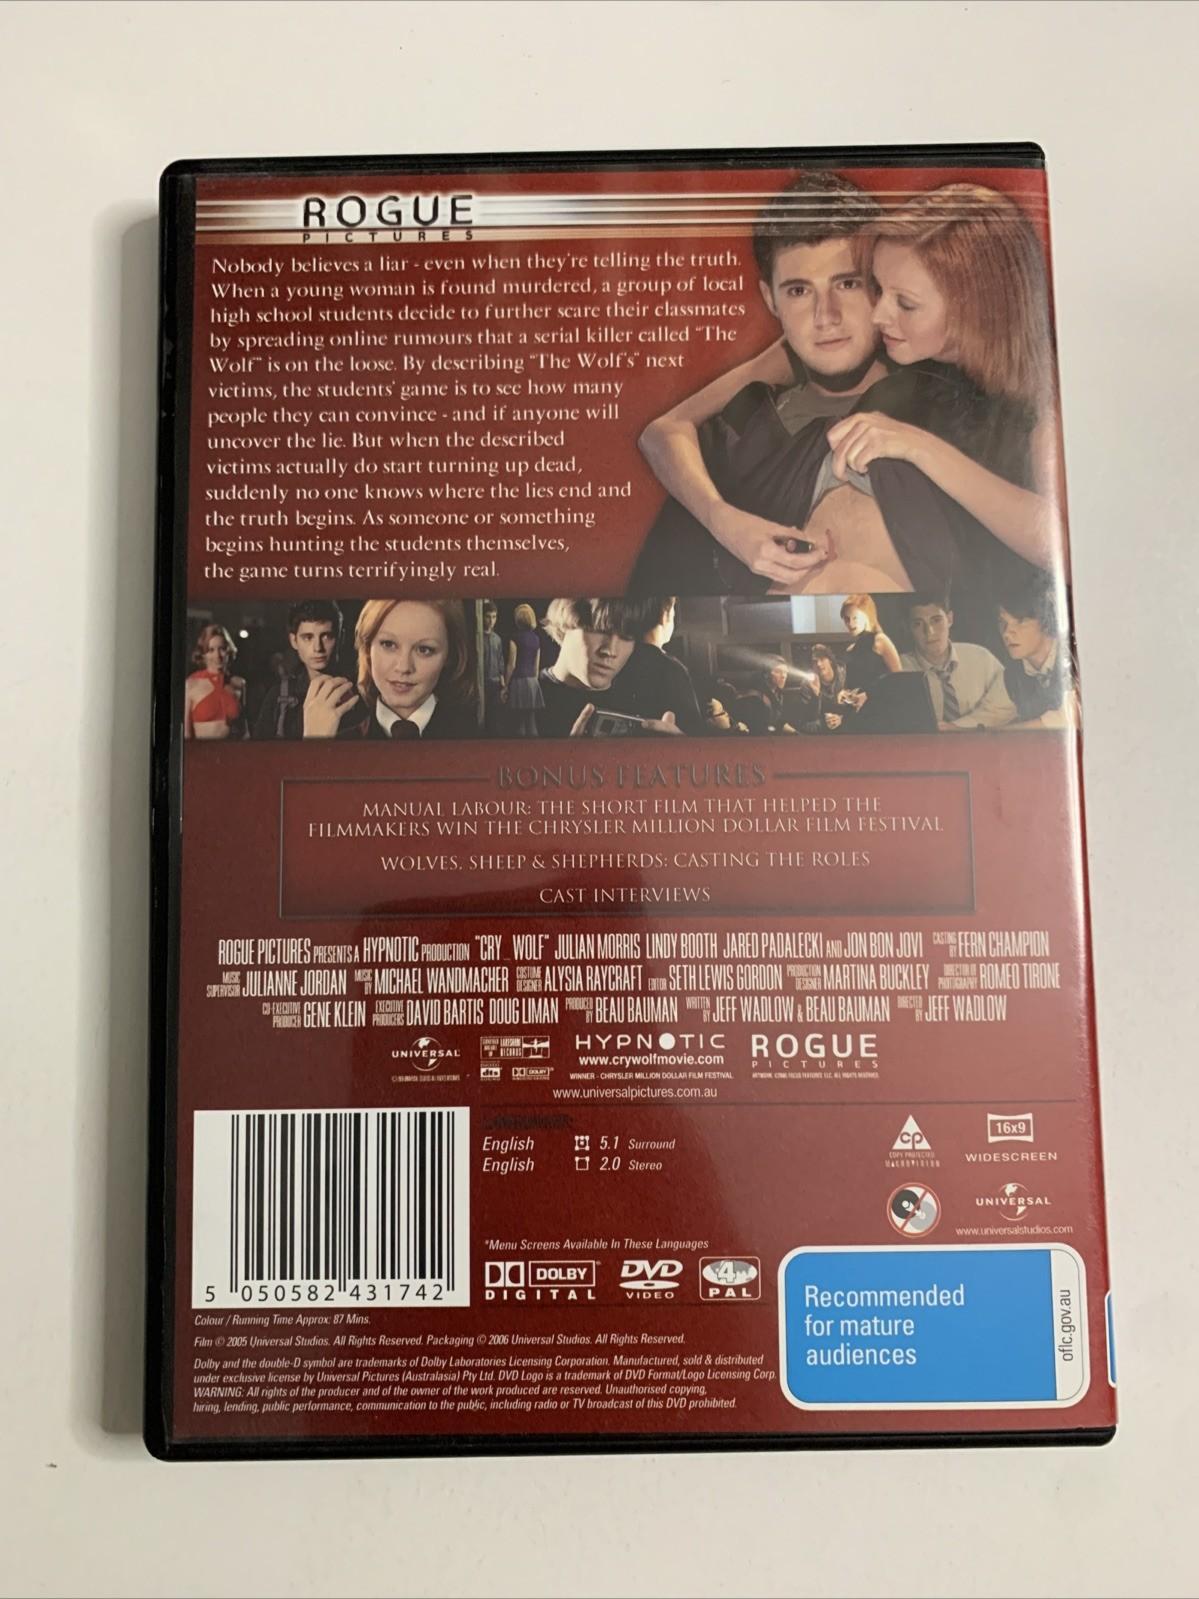 ROGUE
PICTURES
Nobody believes a liar - even when they're telling the truth.
When a young woman is found murdered, a group of local
high school students decide to further scare their classmates
by spreading online rumours that a serial killer called "The
Wolf" is on the loose. By describing "The Wolf's" next
victims, the students' game is to see how many
people they can convince - and if anyone will
uncover the lie. But when the described
victims actually do start turning up dead,
suddenly no one knows where the lies end and
the truth begins. As someone or something
begins hunting the students themselves,
the game turns terrifyingly real.
BONUS FEATURES
MANUAL LABOUR: THE SHORT FILM THAT HELPED THE
FILMMAKERS WIN THE CHRYSLER MILLION DOLLAR FILM FESTIVAL
WOLVES, SHEEP & SHEPHERDS: CASTING THE ROLES
CAST INTERVIEWS
ROGUE PICTURES PRESENTS A HYPNOTIC PRODUCTION "CRY_WOLF" JULIAN MORRIS LINDY BOOTH JARED PADALECKI AND JON BON JOVI CASTING BY FERN CHAMPION
MUSIC SUPERVISOR JULIANNE JORDAN MUSIC BY MICHAEL WANDMACHER COSTUME DESIGNER ALYSIA RAYCRAFT EDITOR SETH LEWIS GORDON PRODUCTION DESIGNER MARTINA BUCKLEY DIRECTOR OF PHOTOGRAPHY ROMEO TIRONE
CO-EXECUTIVE PRODUCER GENE KLEIN EXECUTIVE PRODUCERS DAVID BARTIS DOUG LIMAN PRODUCED BY BEAU BAUMAN WRITTEN BY JEFF WADLOW & BEAU BAUMAN DIRECTED BY JEFF WADLOW
UNIVERSAL
LAKESHORE RECORDS
dts
DOLBY
HYPNOTIC
www.crywolfmovie.com
WINNER - CHRYSLER MILLION DOLLAR FILM FESTIVAL
ROGUE
PICTURES
www.universalpictures.com.au
English 5.1 Surround
English 2.0 Stereo
cp
COPY PROTECTED
MACROVISION
16x9
WIDESCREEN
UNIVERSAL
www.universalstudios.com
*Menu Screens Available In These Languages
DOLBY
DIGITAL
DVD
VIDEO
4
PAL
5 050582 431742
Recommended
for mature
audiences
oflc.gov.au
Colour / Running Time Approx: 87 Mins.
Film © 2005 Universal Studios. All Rights Reserved. Packaging © 2006 Universal Studios. All Rights Reserved.
Dolby and the double-D symbol are trademarks of Dolby Laboratories Licensing Corporation. Manufactured, sold & distributed
under exclusive license by Universal Pictures (Australasia) Pty Ltd. DVD Logo is a trademark of DVD Format/Logo Licensing Corp.
WARNING: All rights of the producer and of the owner of the work produced are reserved. Unauthorised copying,
hiring, lending, public performance, communication to the public, including radio or TV broadcast of this DVD prohibited.